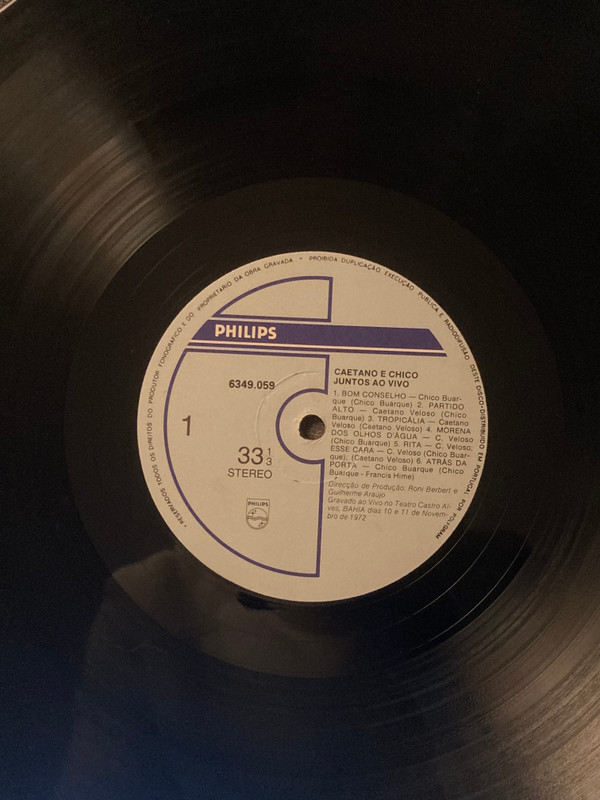 • RESERVADOS TODOS OS DIREITOS DO PRODUTOR FONOGRÁFICO E DO PROPRIETÁRIO DA OBRA GRAVADA • PROIBIDA DUPLICAÇÃO EXECUÇÃO PÚBLICA E RADIODIFUSÃO DESTE DISCO • DISTRIBUIDO EM PORTUGAL POR POLYGRAM
PHILIPS
6349.059
1
33 1/3
STEREO
PHILIPS
CAETANO E CHICO
JUNTOS AO VIVO
1. BOM CONSELHO — Chico Buar-
que (Chico Buarque) 2. PARTIDO
ALTO — Caetano Veloso (Chico
Buarque) 3. TROPICÁLIA — Caetano
Veloso (Caetano Veloso) 4. MORENA
DOS OLHOS D'ÁGUA — C. Veloso
(Chico Buarque) 5. RITA — C. Veloso;
ESSE CARA — C. Veloso (Chico Buar-
que); (Caetano Veloso) 6. ATRÁS DA
PORTA — Chico Buarque (Chico
Buarque - Francis Hime)
Direcção de Produção: Roni Berbert e
Guilherme Araújo
Gravado ao Vivo no Teatro Castro Al-
ves, BAHIA dias 10 e 11 de Novem-
bro de 1972